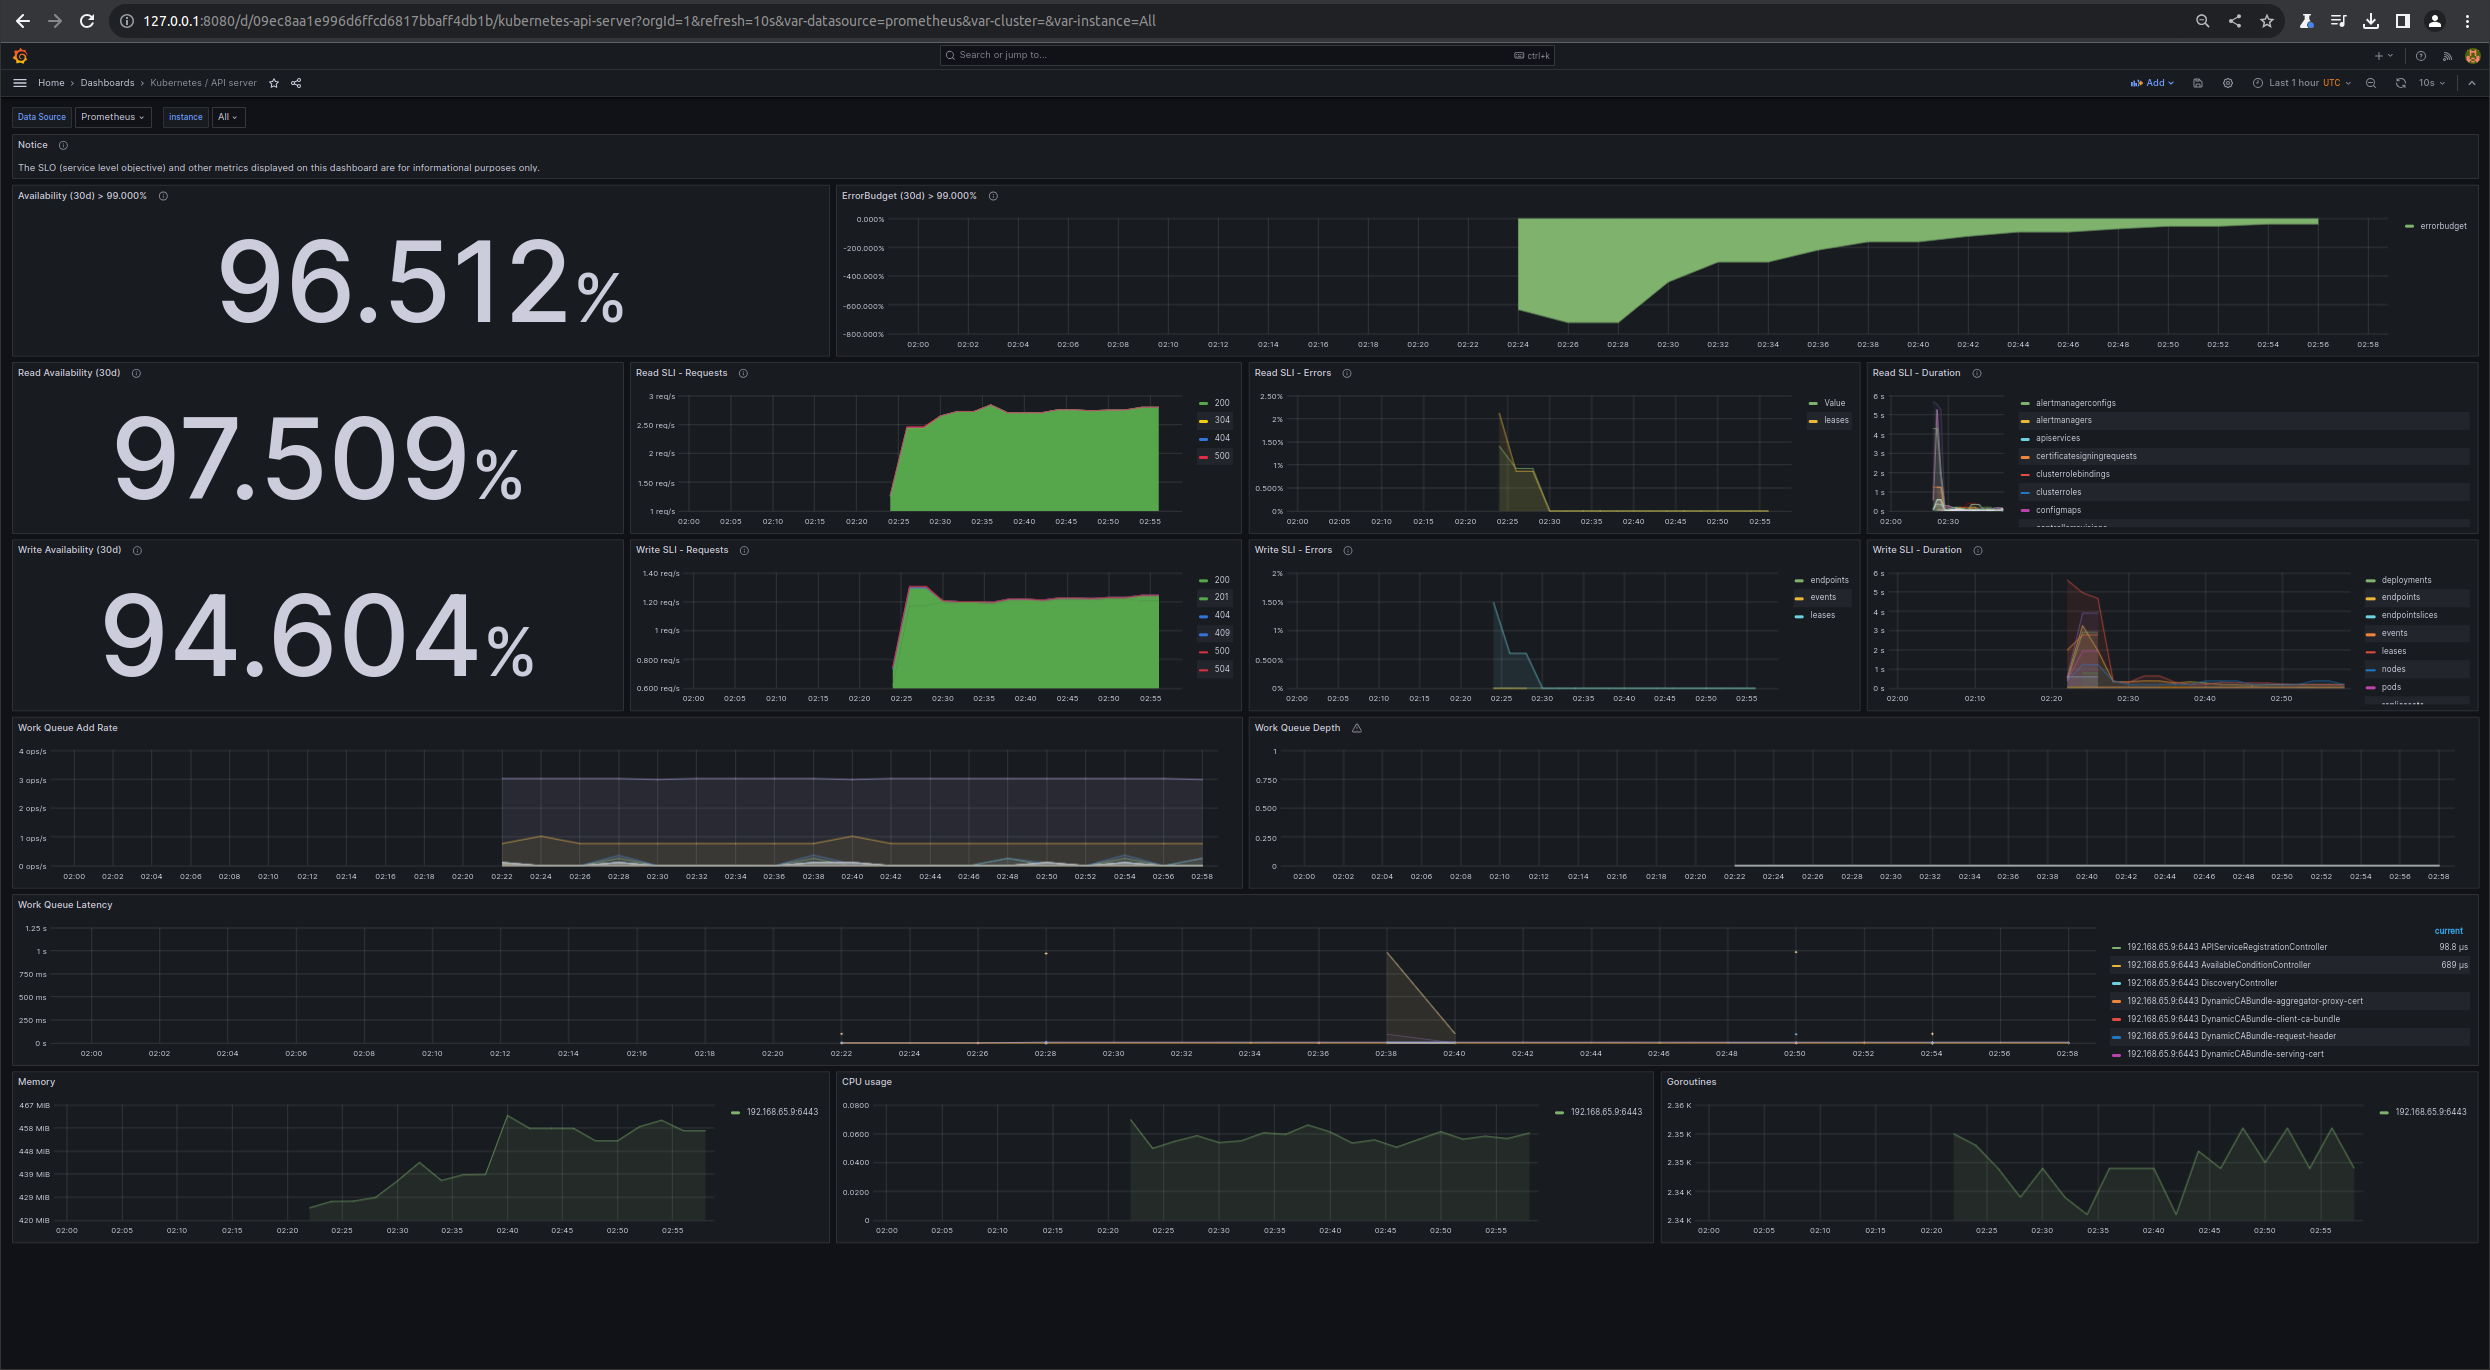 127.0.0.1:8080/d/09ec8aa1e996d6ffcd6817bbaff4db1b/kubernetes-api-server?orgId=1&refresh=10s&var-datasource=prometheus&var-cluster=&var-instance=All
Search or jump to... ctrl+k
Home › Dashboards › Kubernetes / API server
Add
Last 1 hour UTC
10s
Data Source Prometheus instance All
Notice
The SLO (service level objective) and other metrics displayed on this dashboard are for informational purposes only.
Availability (30d) > 99.000%
96.512%
ErrorBudget (30d) > 99.000%
0.000%
-200.000%
-400.000%
-600.000%
-800.000%
02:00 02:02 02:04 02:06 02:08 02:10 02:12 02:14 02:16 02:18 02:20 02:22 02:24 02:26 02:28 02:30 02:32 02:34 02:36 02:38 02:40 02:42 02:44 02:46 02:48 02:50 02:52 02:54 02:56 02:58
errorbudget
Read Availability (30d)
97.509%
Read SLI - Requests
3 req/s
2.50 req/s
2 req/s
1.50 req/s
1 req/s
02:00 02:05 02:10 02:15 02:20 02:25 02:30 02:35 02:40 02:45 02:50 02:55
200
304
404
500
Read SLI - Errors
2.50%
2%
1.50%
1%
0.500%
0%
02:00 02:05 02:10 02:15 02:20 02:25 02:30 02:35 02:40 02:45 02:50 02:55
Value
leases
Read SLI - Duration
6 s
5 s
4 s
3 s
2 s
1 s
0 s
02:00 02:30
alertmanagerconfigs
alertmanagers
apiservices
certificatesigningrequests
clusterrolebindings
clusterroles
configmaps
Write Availability (30d)
94.604%
Write SLI - Requests
1.40 req/s
1.20 req/s
1 req/s
0.800 req/s
0.600 req/s
02:00 02:05 02:10 02:15 02:20 02:25 02:30 02:35 02:40 02:45 02:50 02:55
200
201
404
409
500
504
Write SLI - Errors
2%
1.50%
1%
0.500%
0%
02:00 02:05 02:10 02:15 02:20 02:25 02:30 02:35 02:40 02:45 02:50 02:55
endpoints
events
leases
Write SLI - Duration
6 s
5 s
4 s
3 s
2 s
1 s
0 s
02:00 02:10 02:20 02:30 02:40 02:50
deployments
endpoints
endpointslices
events
leases
nodes
pods
Work Queue Add Rate
4 ops/s
3 ops/s
2 ops/s
1 ops/s
0 ops/s
02:00 02:02 02:04 02:06 02:08 02:10 02:12 02:14 02:16 02:18 02:20 02:22 02:24 02:26 02:28 02:30 02:32 02:34 02:36 02:38 02:40 02:42 02:44 02:46 02:48 02:50 02:52 02:54 02:56 02:58
Work Queue Depth
1
0.750
0.500
0.250
0
02:00 02:02 02:04 02:06 02:08 02:10 02:12 02:14 02:16 02:18 02:20 02:22 02:24 02:26 02:28 02:30 02:32 02:34 02:36 02:38 02:40 02:42 02:44 02:46 02:48 02:50 02:52 02:54 02:56 02:58
Work Queue Latency
1.25 s
1 s
750 ms
500 ms
250 ms
0 s
02:00 02:02 02:04 02:06 02:08 02:10 02:12 02:14 02:16 02:18 02:20 02:22 02:24 02:26 02:28 02:30 02:32 02:34 02:36 02:38 02:40 02:42 02:44 02:46 02:48 02:50 02:52 02:54 02:56 02:58
current
192.168.65.9:6443 APIServiceRegistrationController 98.8 µs
192.168.65.9:6443 AvailableConditionController 689 µs
192.168.65.9:6443 DiscoveryController
192.168.65.9:6443 DynamicCABundle-aggregator-proxy-cert
192.168.65.9:6443 DynamicCABundle-client-ca-bundle
192.168.65.9:6443 DynamicCABundle-request-header
192.168.65.9:6443 DynamicCABundle-serving-cert
Memory
467 MiB
458 MiB
448 MiB
439 MiB
429 MiB
420 MiB
02:00 02:05 02:10 02:15 02:20 02:25 02:30 02:35 02:40 02:45 02:50 02:55
192.168.65.9:6443
CPU usage
0.0800
0.0600
0.0400
0.0200
0
02:00 02:05 02:10 02:15 02:20 02:25 02:30 02:35 02:40 02:45 02:50 02:55
192.168.65.9:6443
Goroutines
2.36 K
2.35 K
2.35 K
2.34 K
2.34 K
02:00 02:05 02:10 02:15 02:20 02:25 02:30 02:35 02:40 02:45 02:50 02:55
192.168.65.9:6443